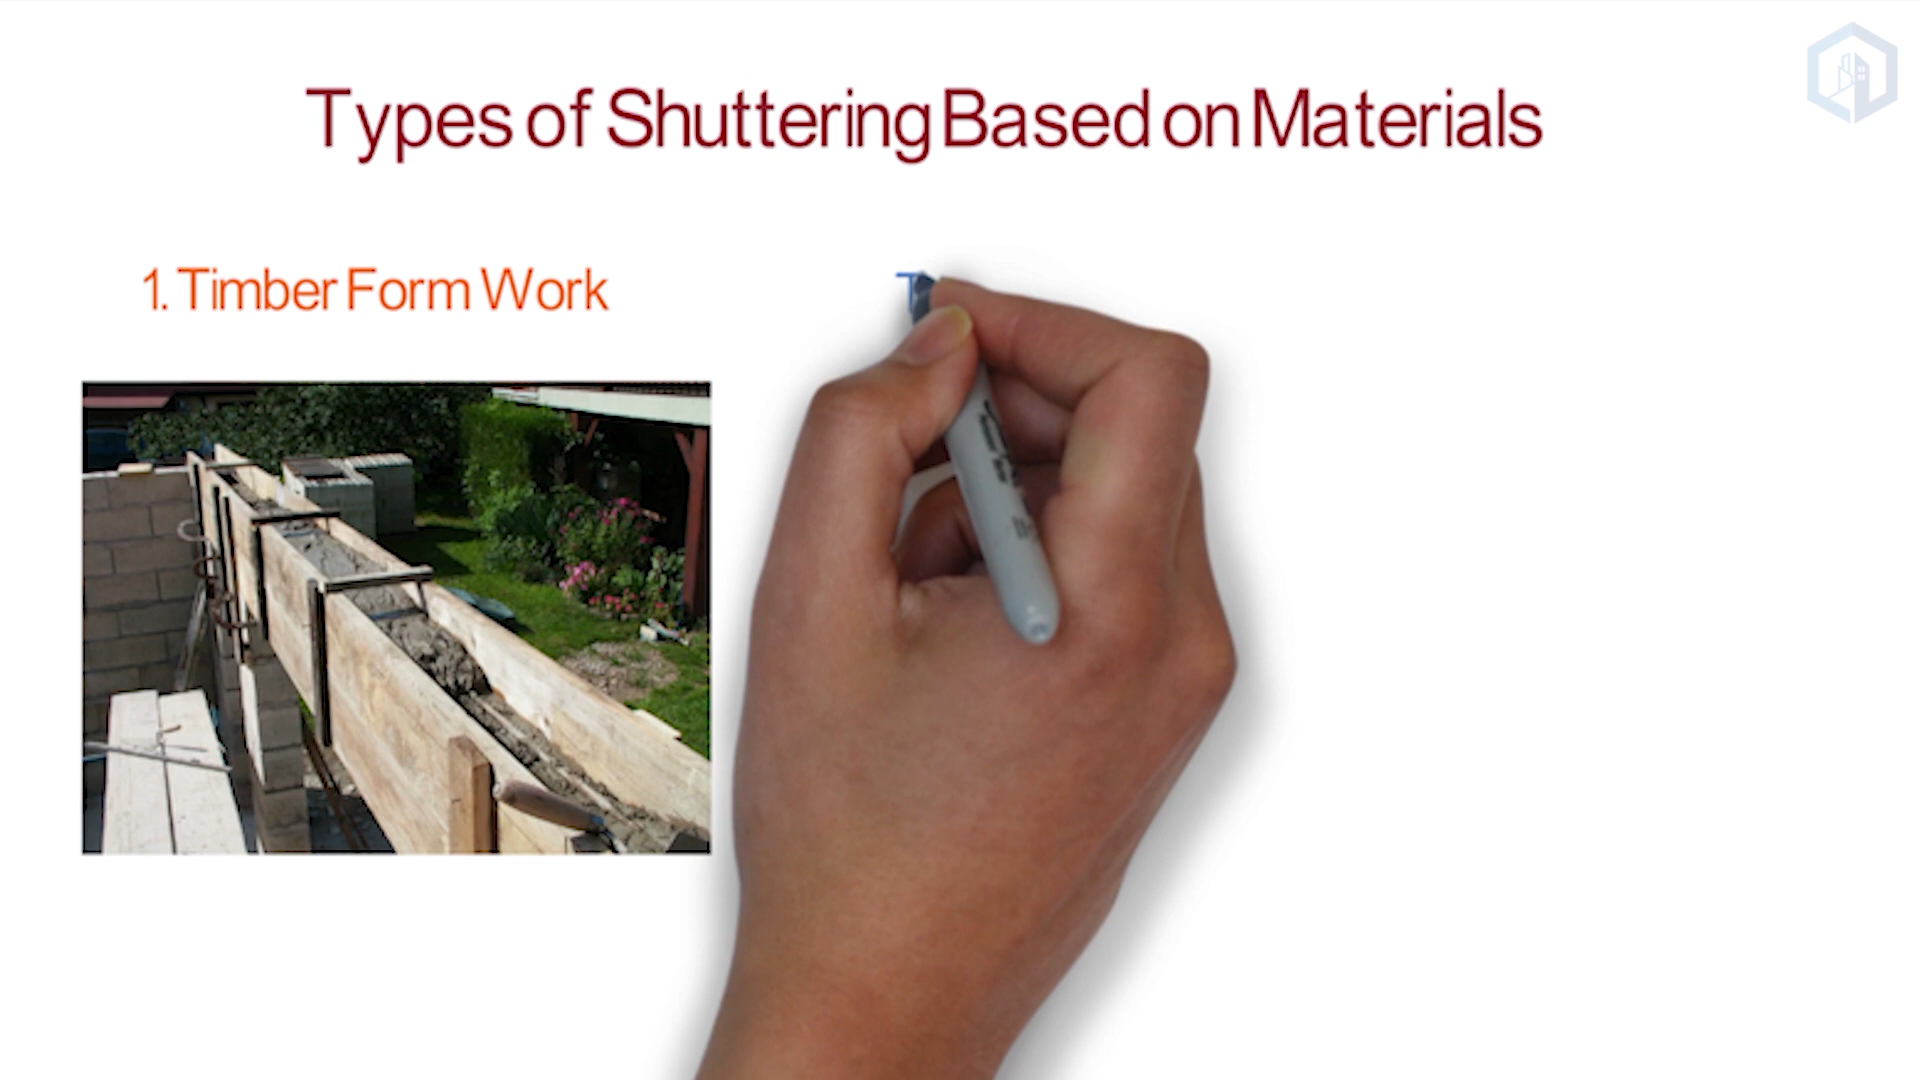 Types of Shuttering Based on Materials
1. Timber Form Work
T